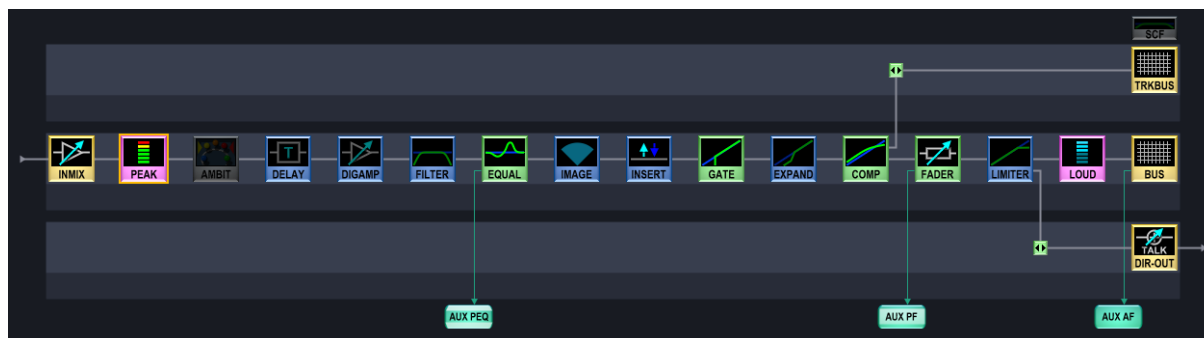 SCF
TRKBUS
INMIX
PEAK
AMBIT
DELAY
T
DIGAMP
FILTER
EQUAL
IMAGE
INSERT
GATE
EXPAND
COMP
FADER
LIMITER
LOUD
BUS
TALK
DIR-OUT
AUX PEQ
AUX PF
AUX AF